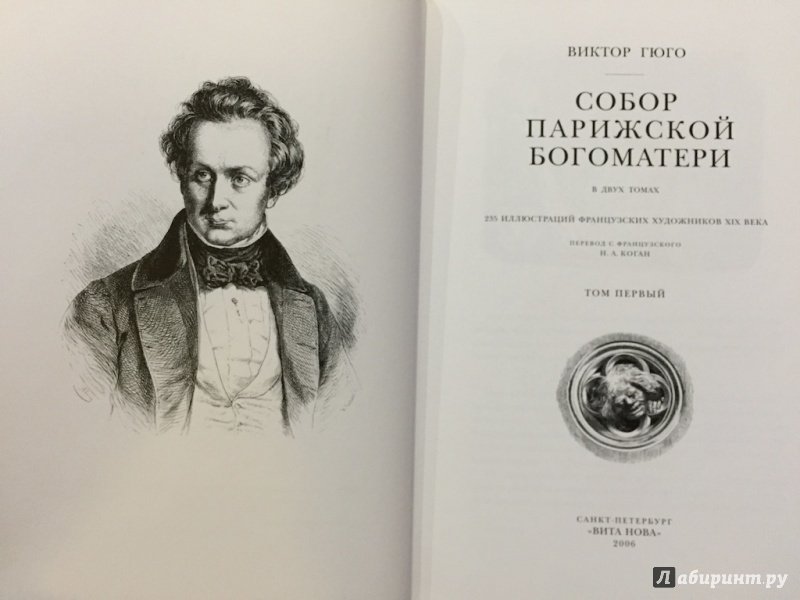 ВИКТОР ГЮГО
СОБОР
ПАРИЖСКОЙ
БОГОМАТЕРИ
В ДВУХ ТОМАХ
235 ИЛЛЮСТРАЦИЙ ФРАНЦУЗСКИХ ХУДОЖНИКОВ XIX ВЕКА
ПЕРЕВОД С ФРАНЦУЗСКОГО
Н. А. КОГАН
ТОМ ПЕРВЫЙ
САНКТ-ПЕТЕРБУРГ
«ВИТА НОВА»
2006
Лабиринт.ру